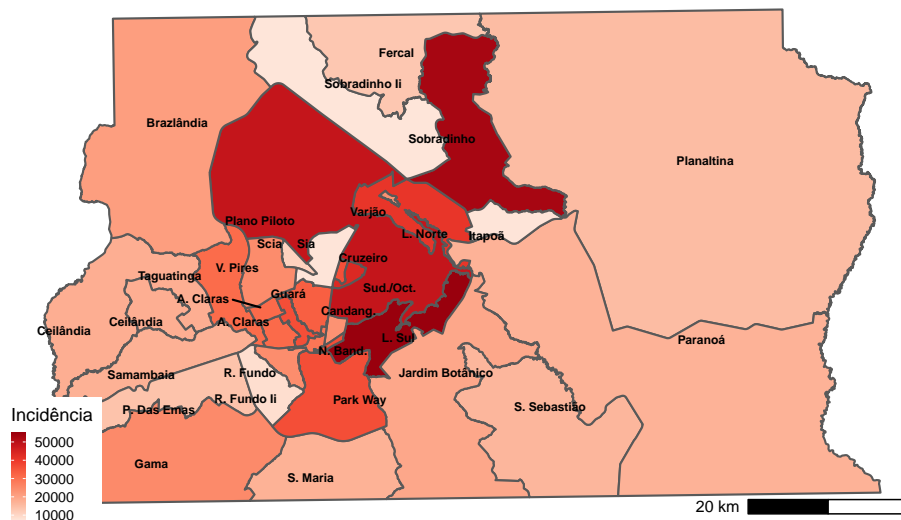 Fercal
Sobradinho Ii
Brazlândia
Sobradinho
Planaltina
Plano Piloto
Varjão
L. Norte
Itapoã
Scia
Sia
Cruzeiro
V. Pires
Taguatinga
Sud./Oct.
A. Claras
Guará
Candang.
Ceilândia
Ceilândia
A. Claras
L. Sul
N. Band.
Paranoá
Samambaia
R. Fundo
Jardim Botânico
R. Fundo Ii
Park Way
P. Das Emas
S. Sebastião
Gama
S. Maria
Incidência
50000
40000
30000
20000
10000
20 km